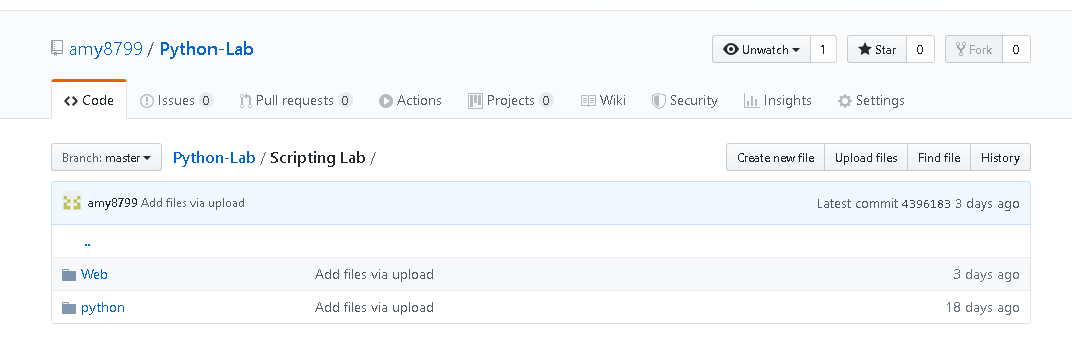 amy8799 / Python-Lab
Unwatch 1 Star 0 Fork 0
Code Issues 0 Pull requests 0 Actions Projects 0 Wiki Security Insights Settings
Branch: master Python-Lab / Scripting Lab / Create new file Upload files Find file History
amy8799 Add files via upload Latest commit 4396183 3 days ago
..
Web Add files via upload 3 days ago
python Add files via upload 18 days ago